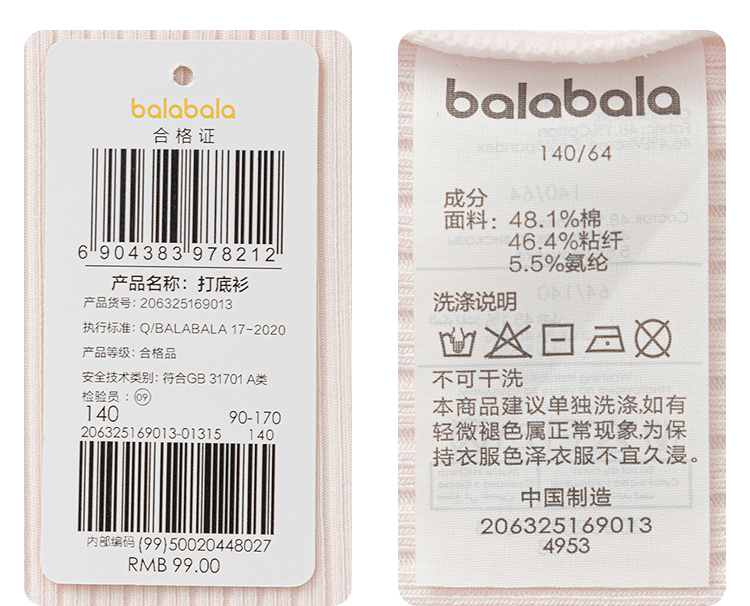 balabala
合格证
6 904383 978212
产品名称：打底衫
产品货号：206325169013
执行标准：Q/BALABALA 17-2020
产品等级：合格品
安全技术类别：符合GB 31701 A类
检验员：09
140 90-170
206325169013-01315 140
内部编码 (99)50020448027
RMB 99.00
balabala
140/64
成分
面料：48.1%棉
46.4%粘纤
5.5%氨纶
洗涤说明
不可干洗
本商品建议单独洗涤,如有
轻微褪色属正常现象,为保
持衣服色泽,衣服不宜久浸。
中国制造
206325169013
4953